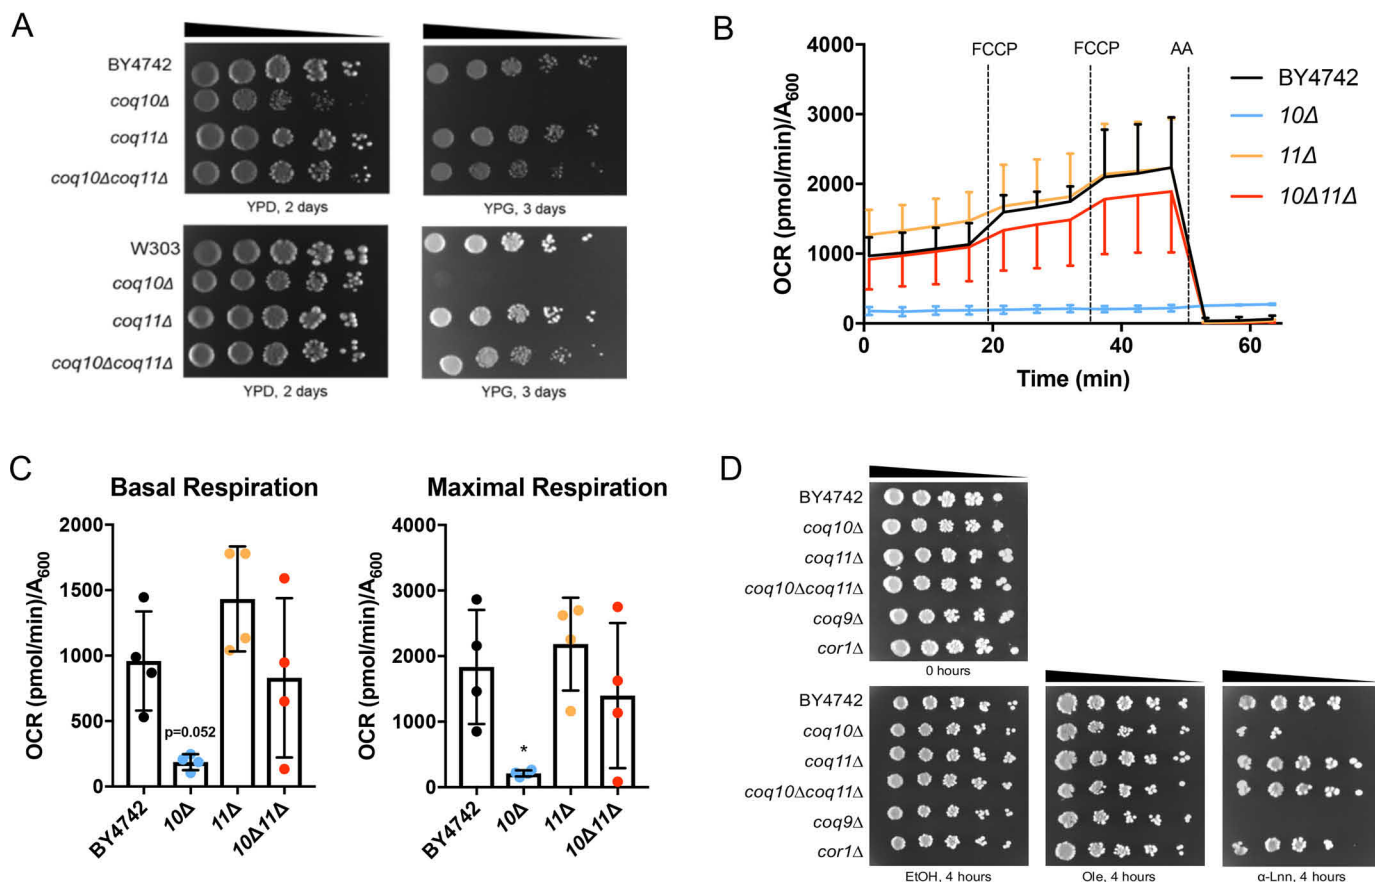 A
BY4742
coq10Δ
coq11Δ
coq10Δcoq11Δ
YPD, 2 days
YPG, 3 days
W303
coq10Δ
coq11Δ
coq10Δcoq11Δ
YPD, 2 days
YPG, 3 days
B
4000
3000
2000
1000
0
OCR (pmol/min)/A600
FCCP
FCCP
AA
0
20
40
60
Time (min)
BY4742
10Δ
11Δ
10Δ11Δ
C
Basal Respiration
2000
1500
1000
500
0
OCR (pmol/min)/A600
p=0.052
BY4742
10Δ
11Δ
10Δ11Δ
Maximal Respiration
4000
3000
2000
1000
0
OCR (pmol/min)/A600
*
BY4742
10Δ
11Δ
10Δ11Δ
D
BY4742
coq10Δ
coq11Δ
coq10Δcoq11Δ
coq9Δ
cor1Δ
0 hours
BY4742
coq10Δ
coq11Δ
coq10Δcoq11Δ
coq9Δ
cor1Δ
EtOH, 4 hours
Ole, 4 hours
α-Lnn, 4 hours